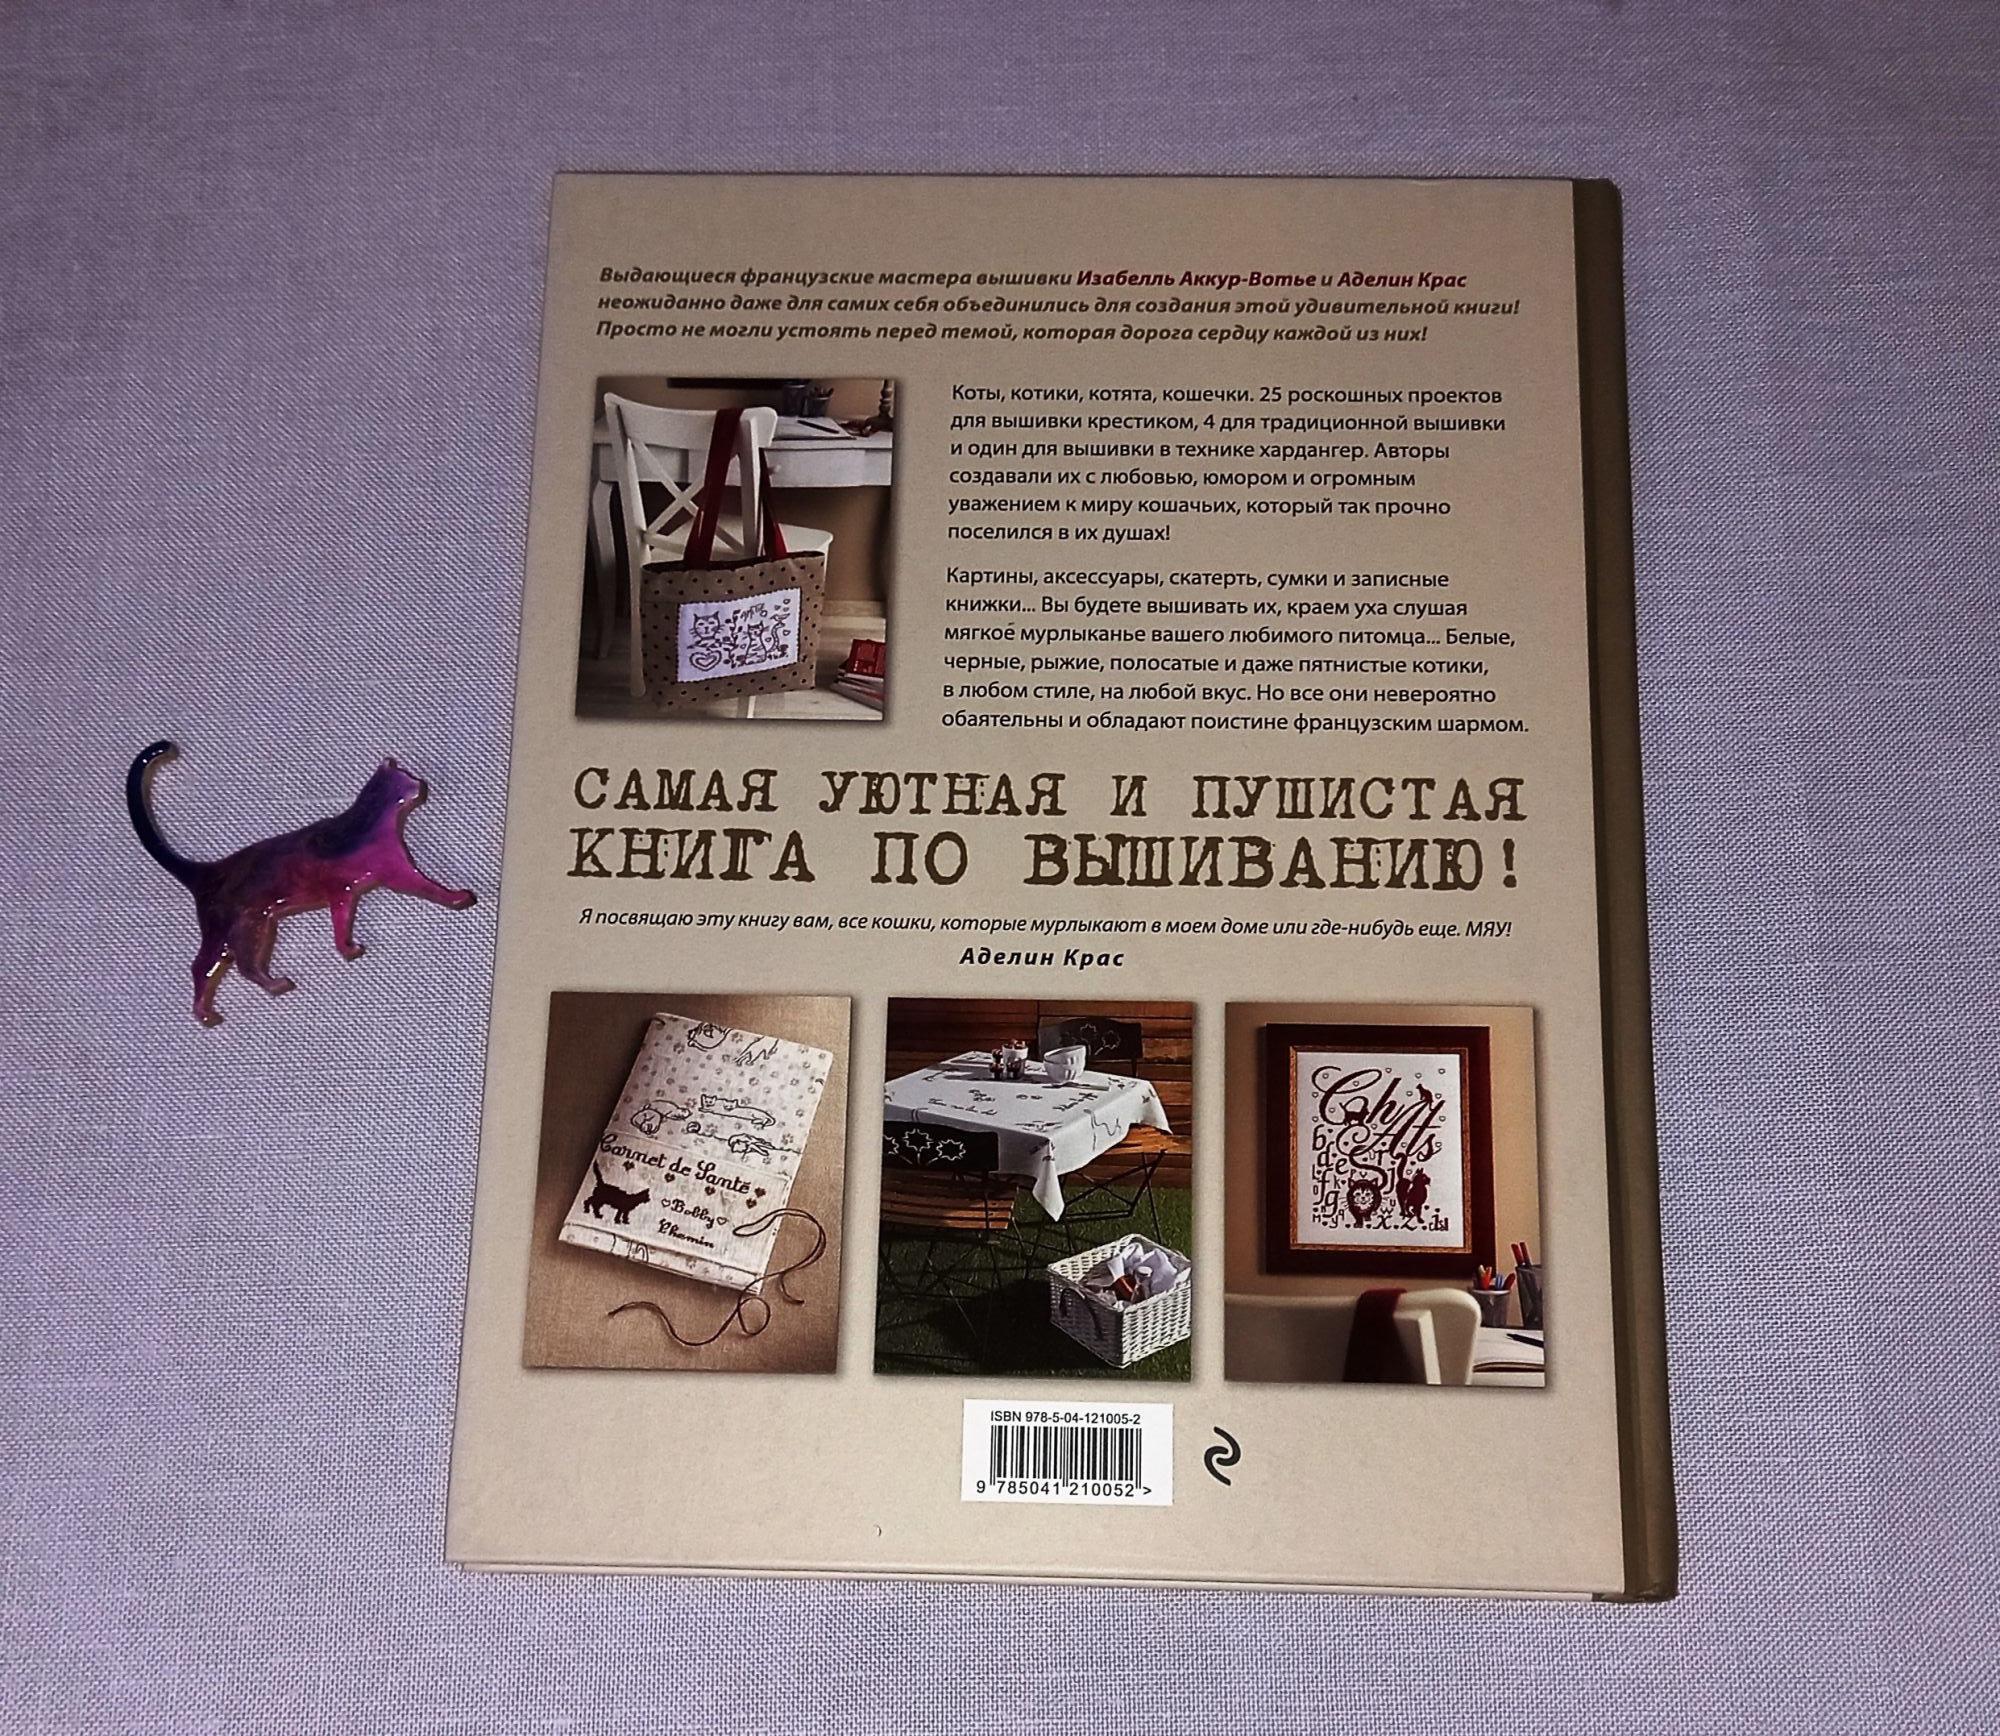 Выдающиеся французские мастера вышивки Изабелль Аккур-Вотье и Аделин Крас
неожиданно даже для самих себя объединились для создания этой удивительной книги!
Просто не могли устоять перед темой, которая дорога сердцу каждой из них!
Коты, котики, котята, кошечки. 25 роскошных проектов
для вышивки крестиком, 4 для традиционной вышивки
и один для вышивки в технике хардангер. Авторы
создавали их с любовью, юмором и огромным
уважением к миру кошачьих, который так прочно
поселился в их душах!
Картины, аксессуары, скатерть, сумки и записные
книжки... Вы будете вышивать их, краем уха слушая
мягкое мурлыканье вашего любимого питомца... Белые,
черные, рыжие, полосатые и даже пятнистые котики,
в любом стиле, на любой вкус. Но все они невероятно
обаятельны и обладают поистине французским шармом.
САМАЯ УЮТНАЯ И ПУШИСТАЯ
КНИГА ПО ВЫШИВАНИЮ!
Я посвящаю эту книгу вам, все кошки, которые мурлыкают в моем доме или где-нибудь еще. МЯУ!
Аделин Крас
Carnet de Santé
Bobby
Chamin
ChAts
ISBN 978-5-04-121005-2
9 785041 210052 >